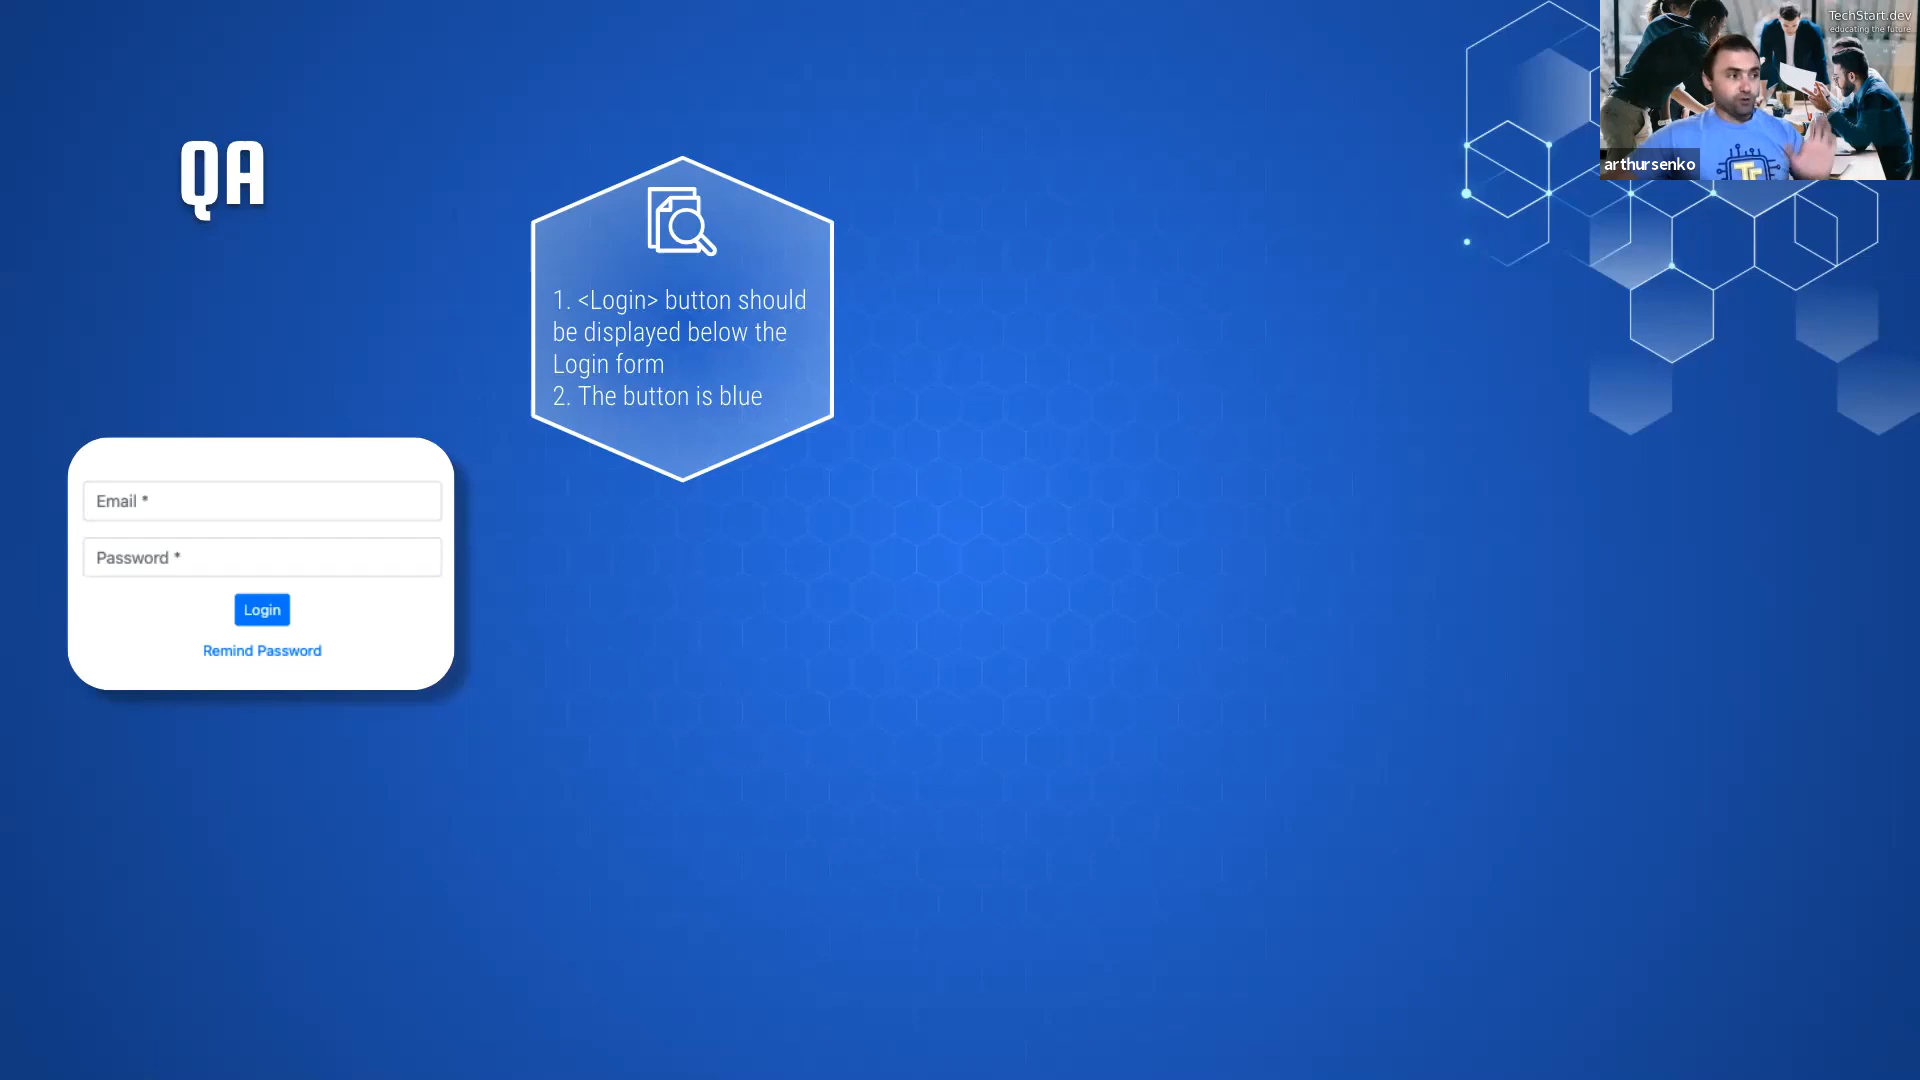 TechStart.dev
educating the future
arthursenko
QA
1. <Login> button should
be displayed below the
Login form
2. The button is blue
Email *
Password *
Login
Remind Password